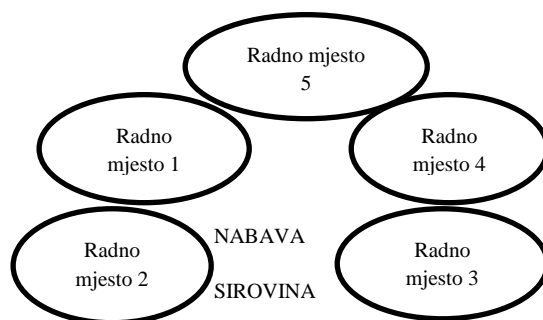 Radno mjesto
5
Radno
mjesto 1
Radno
mjesto 4
Radno
mjesto 2
NABAVA
SIROVINA
Radno
mjesto 3